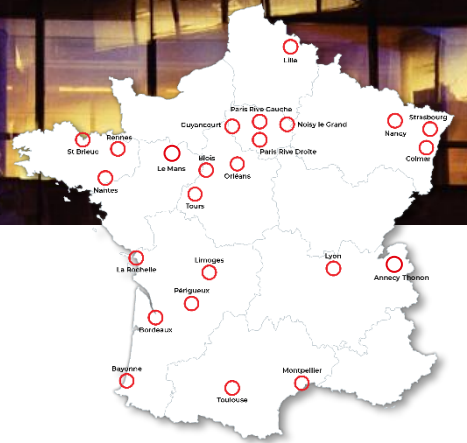 Lille
Paris Rive Gauche
Guyancourt
Noisy le Grand
Paris Rive Droite
Strasbourg
Nancy
Colmar
Rennes
St Brieuc
Le Mans
Blois
Orléans
Nantes
Tours
La Rochelle
Limoges
Lyon
Annecy Thonon
Périgueux
Bordeaux
Bayonne
Montpellier
Toulouse